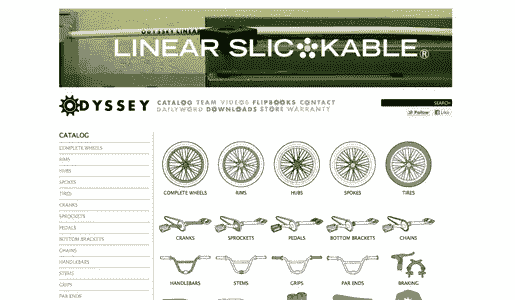 ODYSSEY LINEAR
LINEAR SLIC KABLE®
ODYSSEY
CATALOG TEAM VIDEOS FLIPBOOKS CONTACT
DAILYWORD DOWNLOADS STORE WARRANTY
SEARCH
Follow Like
CATALOG
COMPLETE WHEELS
RIMS
HUBS
SPOKES
TIRES
CRANKS
SPROCKETS
PEDALS
BOTTOM BRACKETS
CHAINS
HANDLEBARS
STEMS
GRIPS
PAR ENDS
COMPLETE WHEELS RIMS HUBS SPOKES TIRES
CRANKS SPROCKETS PEDALS BOTTOM BRACKETS CHAINS
HANDLEBARS STEMS GRIPS PAR ENDS BRAKING